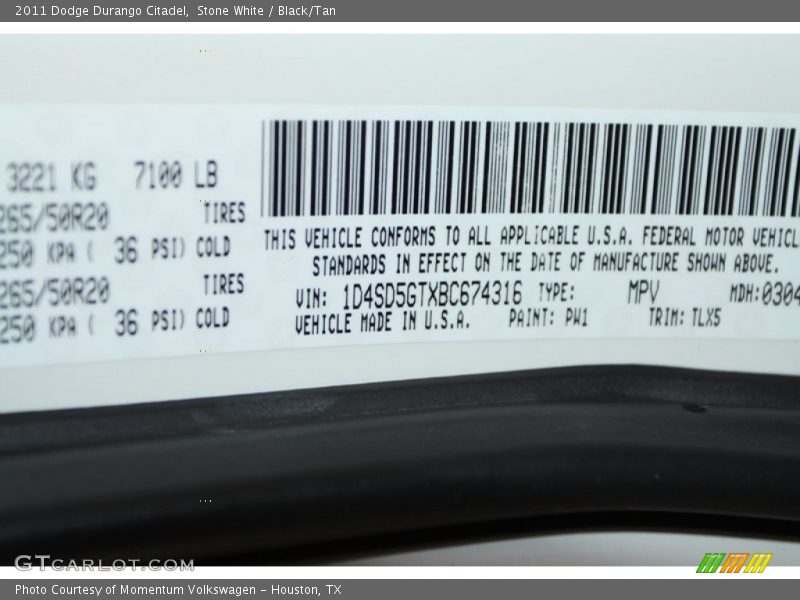 2011 Dodge Durango Citadel, Stone White / Black/Tan
3221 KG 7100 LB
265/50R20 TIRES
250 KPA ( 36 PSI) COLD
265/50R20 TIRES
250 KPA ( 36 PSI) COLD
THIS VEHICLE CONFORMS TO ALL APPLICABLE U.S.A. FEDERAL MOTOR VEHICL
STANDARDS IN EFFECT ON THE DATE OF MANUFACTURE SHOWN ABOVE.
VIN: 1D4SD5GTXBC674316 TYPE: MPV MDH:0304
VEHICLE MADE IN U.S.A. PAINT: PW1 TRIM: TLX5
GTCARLOT.COM
Photo Courtesy of Momentum Volkswagen - Houston, TX